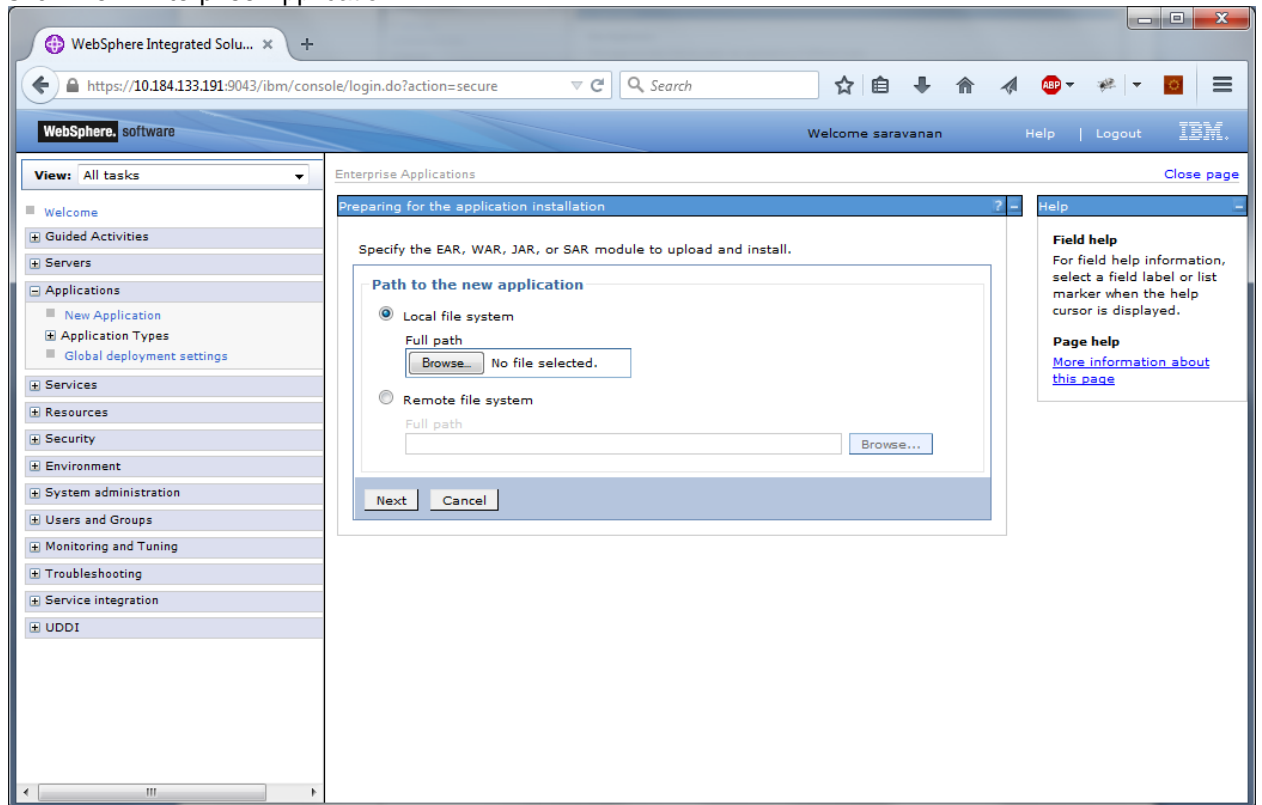 WebSphere Integrated Solu... × +
https://10.184.133.191:9043/ibm/console/login.do?action=secure Search ABP
WebSphere. software Welcome saravanan Help | Logout IBM.
View: All tasks
Welcome
Guided Activities
Servers
Applications
New Application
Application Types
Global deployment settings
Services
Resources
Security
Environment
System administration
Users and Groups
Monitoring and Tuning
Troubleshooting
Service integration
UDDI
Enterprise Applications Close page
Preparing for the application installation ? –
Specify the EAR, WAR, JAR, or SAR module to upload and install.
Path to the new application
Local file system
Full path
Browse... No file selected.
Remote file system
Full path
Browse...
Next Cancel
Help –
Field help
For field help information,
select a field label or list
marker when the help
cursor is displayed.
Page help
More information about
this page